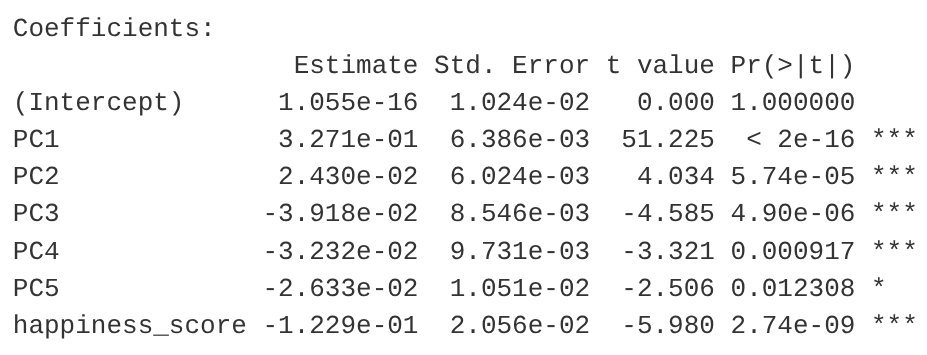 Coefficients:
Estimate Std. Error t value Pr(>|t|)
(Intercept) 1.055e-16 1.024e-02 0.000 1.000000
PC1 3.271e-01 6.386e-03 51.225 < 2e-16 ***
PC2 2.430e-02 6.024e-03 4.034 5.74e-05 ***
PC3 -3.918e-02 8.546e-03 -4.585 4.90e-06 ***
PC4 -3.232e-02 9.731e-03 -3.321 0.000917 ***
PC5 -2.633e-02 1.051e-02 -2.506 0.012308 *
happiness_score -1.229e-01 2.056e-02 -5.980 2.74e-09 ***